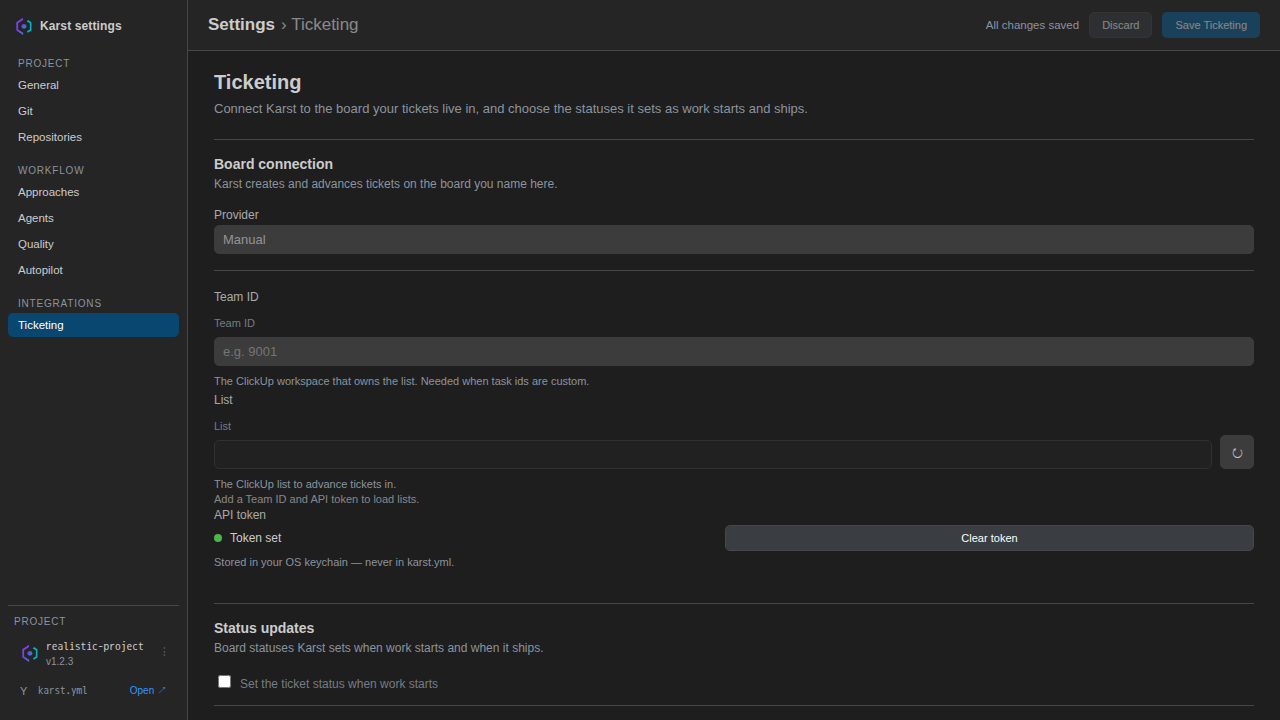 Karst settings
PROJECT
General
Git
Repositories
WORKFLOW
Approaches
Agents
Quality
Autopilot
INTEGRATIONS
Ticketing
PROJECT
realistic-project
v1.2.3
Y karst.yml Open ↗
Settings › Ticketing
All changes saved
Discard
Save Ticketing
Ticketing
Connect Karst to the board your tickets live in, and choose the statuses it sets as work starts and ships.
Board connection
Karst creates and advances tickets on the board you name here.
Provider
Manual
Team ID
Team ID
e.g. 9001
The ClickUp workspace that owns the list. Needed when task ids are custom.
List
List
The ClickUp list to advance tickets in.
Add a Team ID and API token to load lists.
API token
Token set
Clear token
Stored in your OS keychain — never in karst.yml.
Status updates
Board statuses Karst sets when work starts and when it ships.
Set the ticket status when work starts